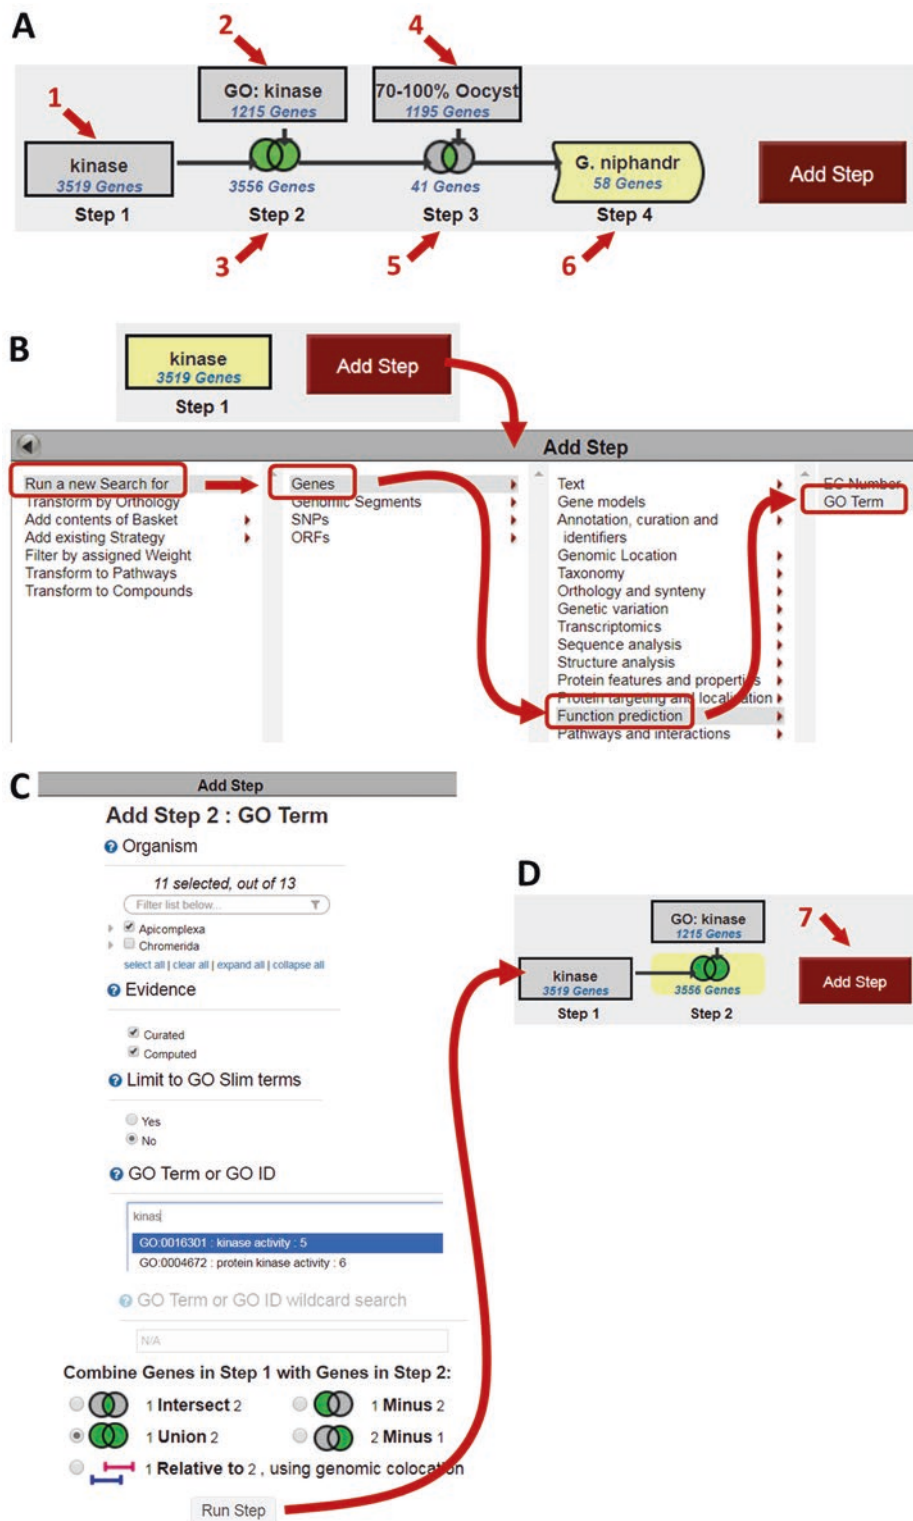 A
2
4
1
GO: kinase
1215 Genes
70-100% Oocyst
1195 Genes
kinase
3519 Genes
3556 Genes
41 Genes
G. niphandr
58 Genes
Add Step
Step 1
Step 2
Step 3
Step 4
3
5
6
B
kinase
3519 Genes
Add Step
Step 1
Add Step
Run a new Search for
Transform by Orthology
Add contents of Basket
Add existing Strategy
Filter by assigned Weight
Transform to Pathways
Transform to Compounds
Genes
Genomic Segments
SNPs
ORFs
Text
Gene models
Annotation, curation and
identifiers
Genomic Location
Taxonomy
Orthology and synteny
Genetic variation
Transcriptomics
Sequence analysis
Structure analysis
Protein features and properties
Protein targeting and localization
Function prediction
Pathways and interactions
EC Number
GO Term
C
Add Step
Add Step 2 : GO Term
Organism
11 selected, out of 13
Filter list below...
Apicomplexa
Chromerida
select all | clear all | expand all | collapse all
Evidence
Curated
Computed
Limit to GO Slim terms
Yes
No
GO Term or GO ID
kinas
GO:0016301 : kinase activity : 5
GO:0004672 : protein kinase activity : 6
GO Term or GO ID wildcard search
N/A
Combine Genes in Step 1 with Genes in Step 2:
1 Intersect 2
1 Minus 2
1 Union 2
2 Minus 1
1 Relative to 2 , using genomic colocation
Run Step
D
7
GO: kinase
1215 Genes
kinase
3519 Genes
3556 Genes
Add Step
Step 1
Step 2